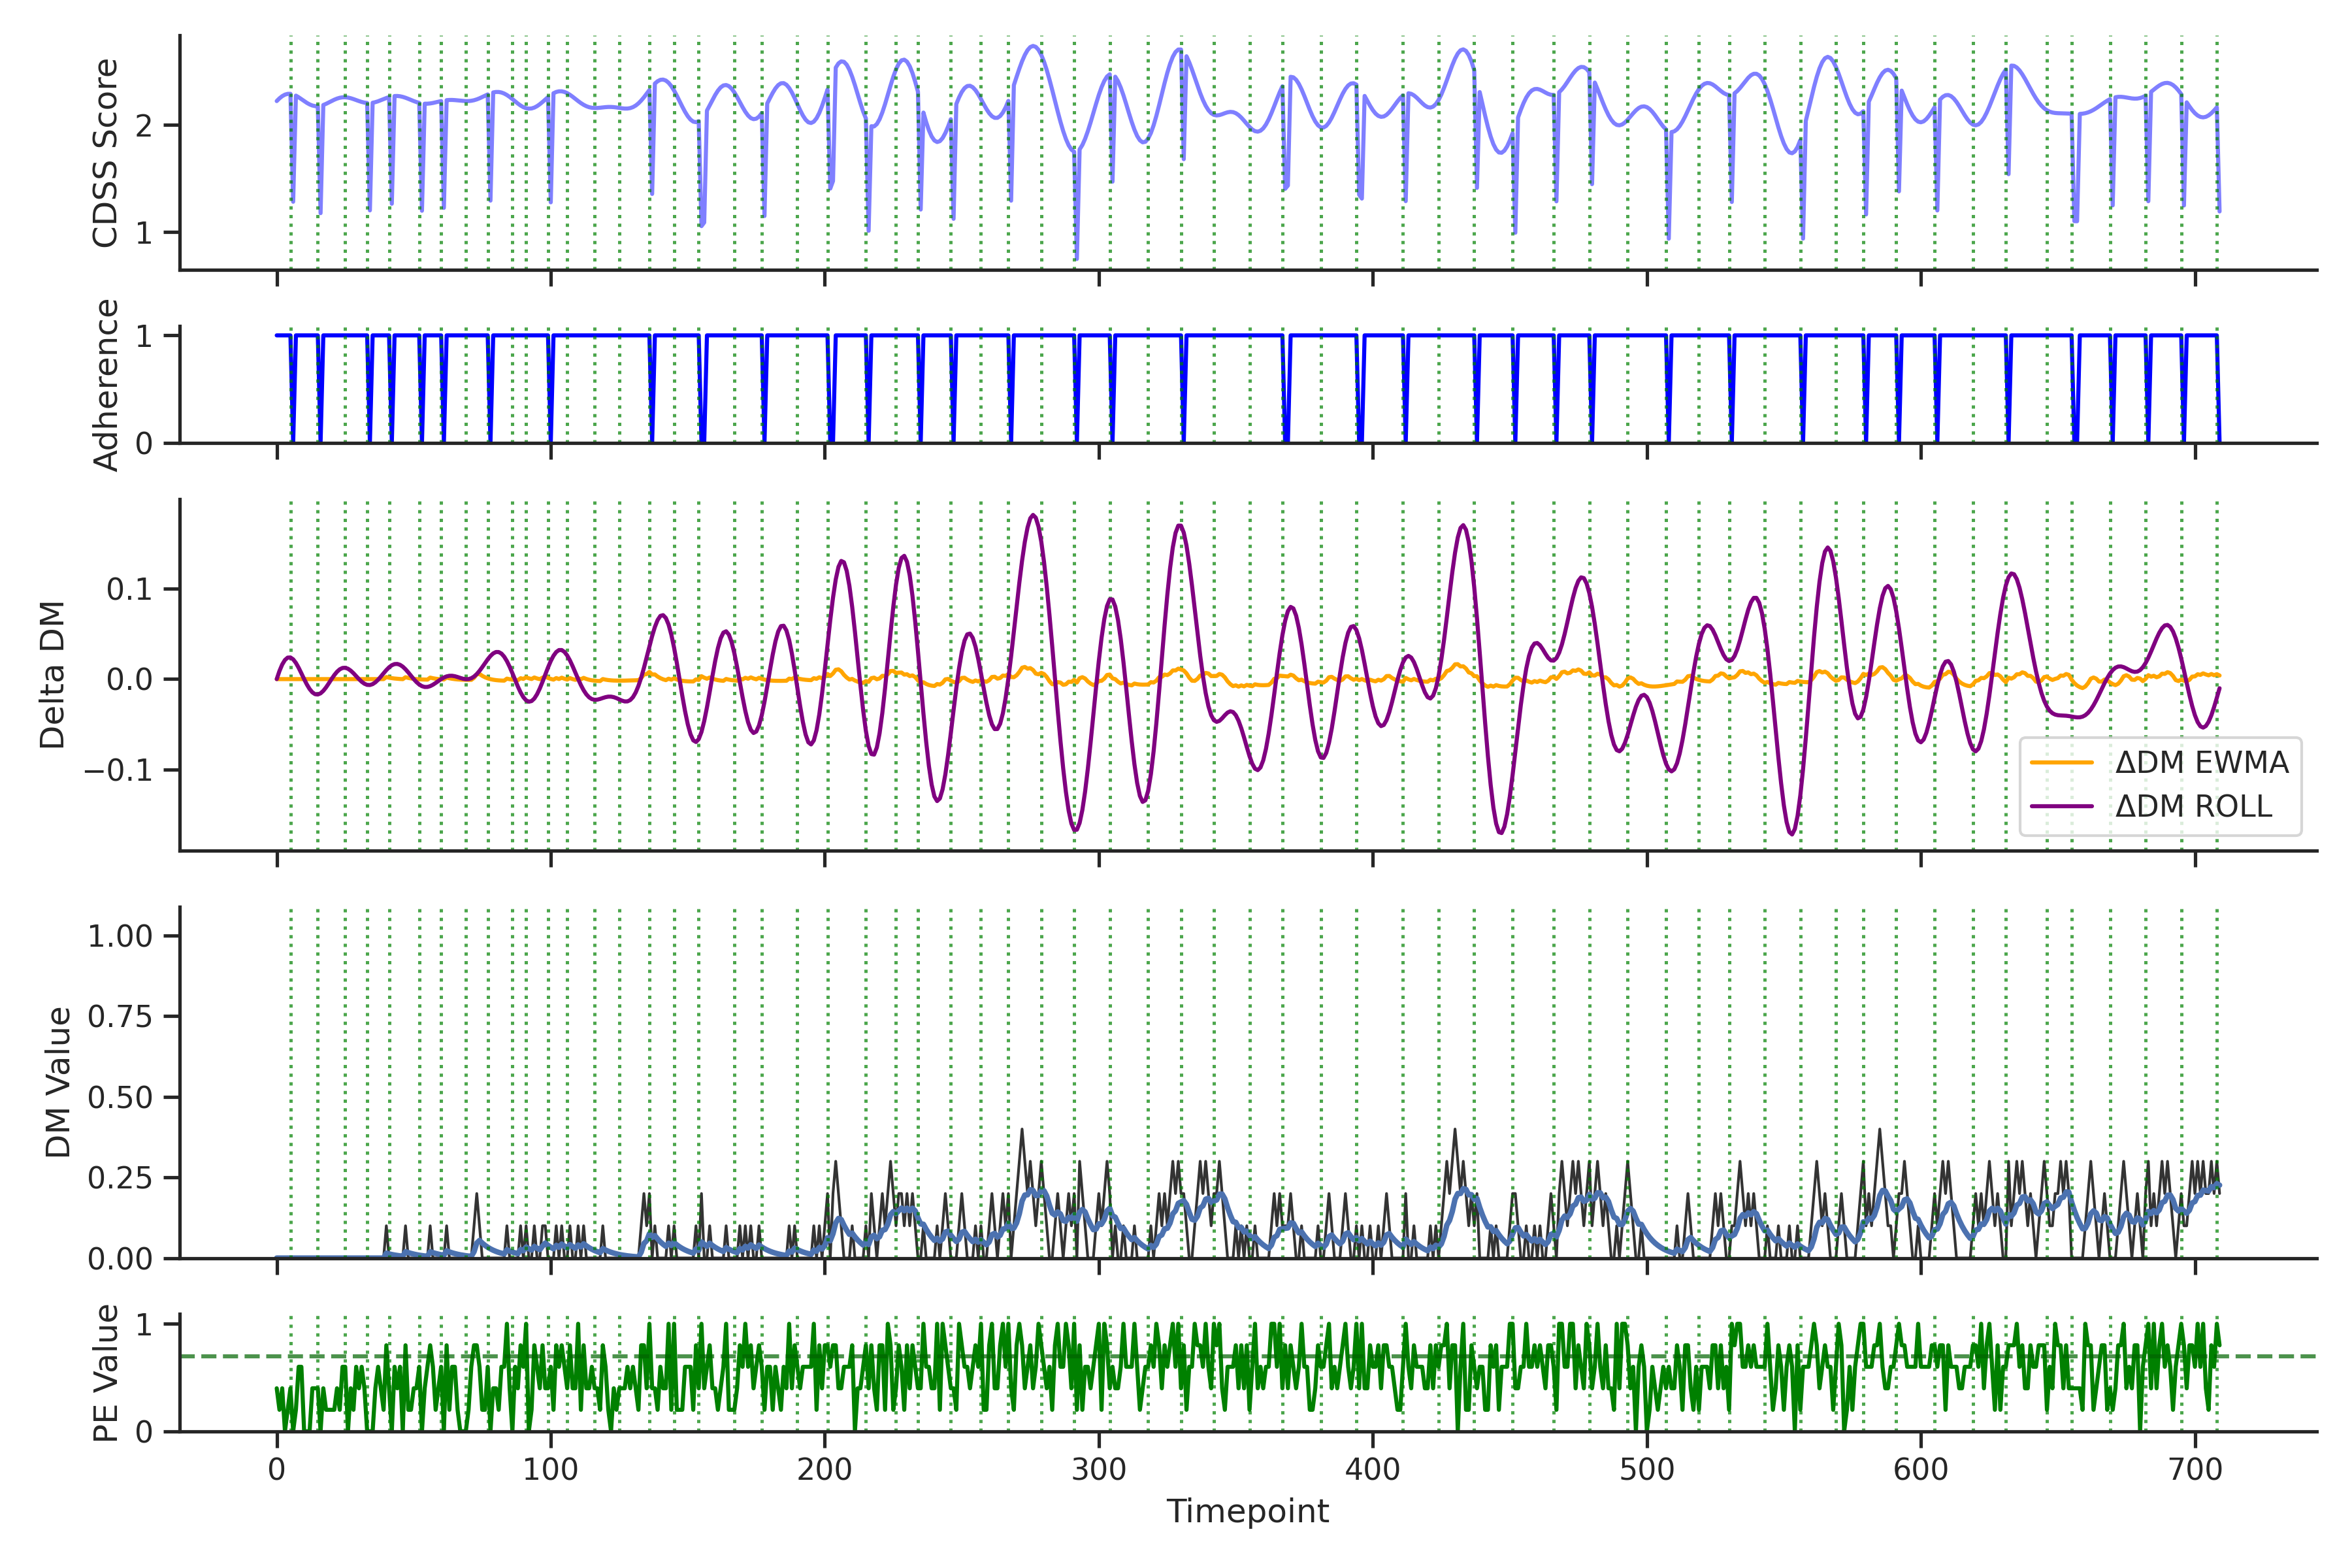 CDSS Score
2
1
Adherence
1
0
Delta DM
0.1
0.0
−0.1
ΔDM EWMA
ΔDM ROLL
DM Value
1.00
0.75
0.50
0.25
0.00
PE Value
1
0
0 100 200 300 400 500 600 700
Timepoint